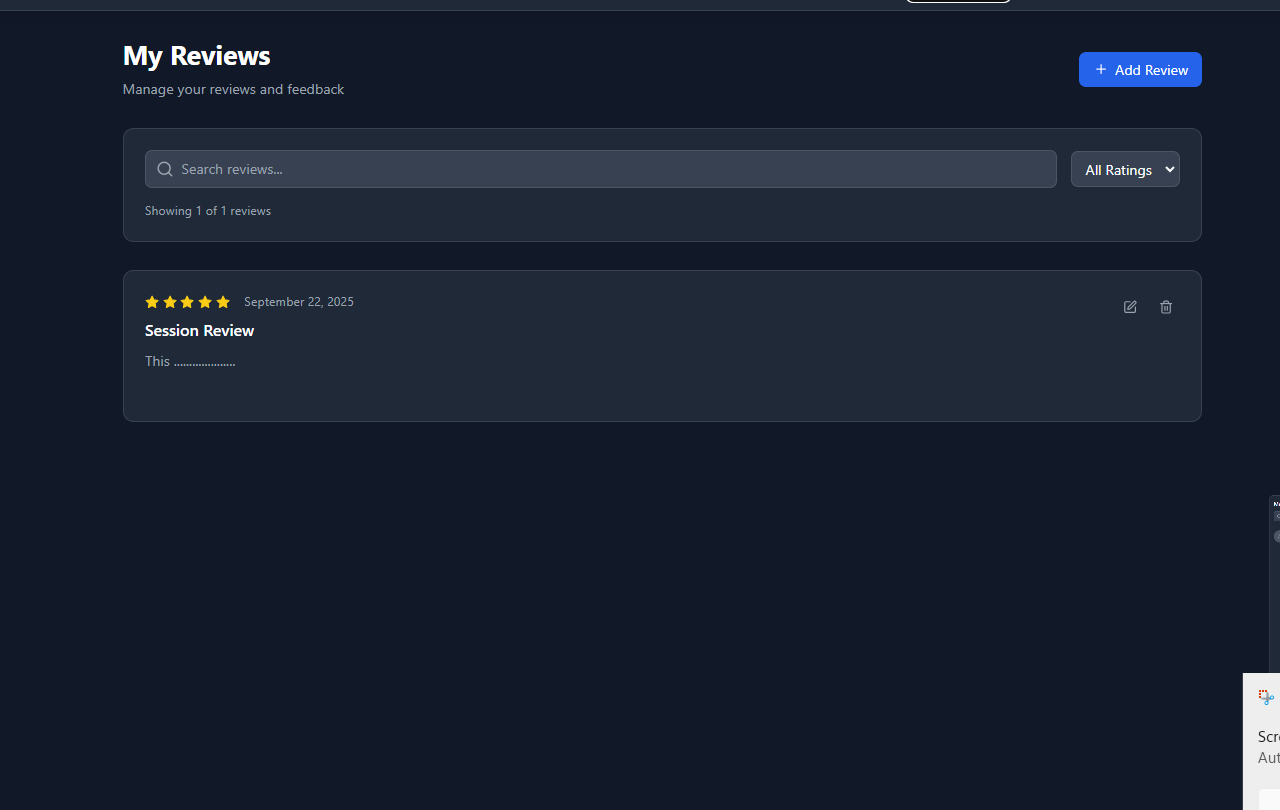 My Reviews
Manage your reviews and feedback
+ Add Review
Search reviews...
All Ratings
Showing 1 of 1 reviews
September 22, 2025
Session Review
This ....................
Scr
Aut